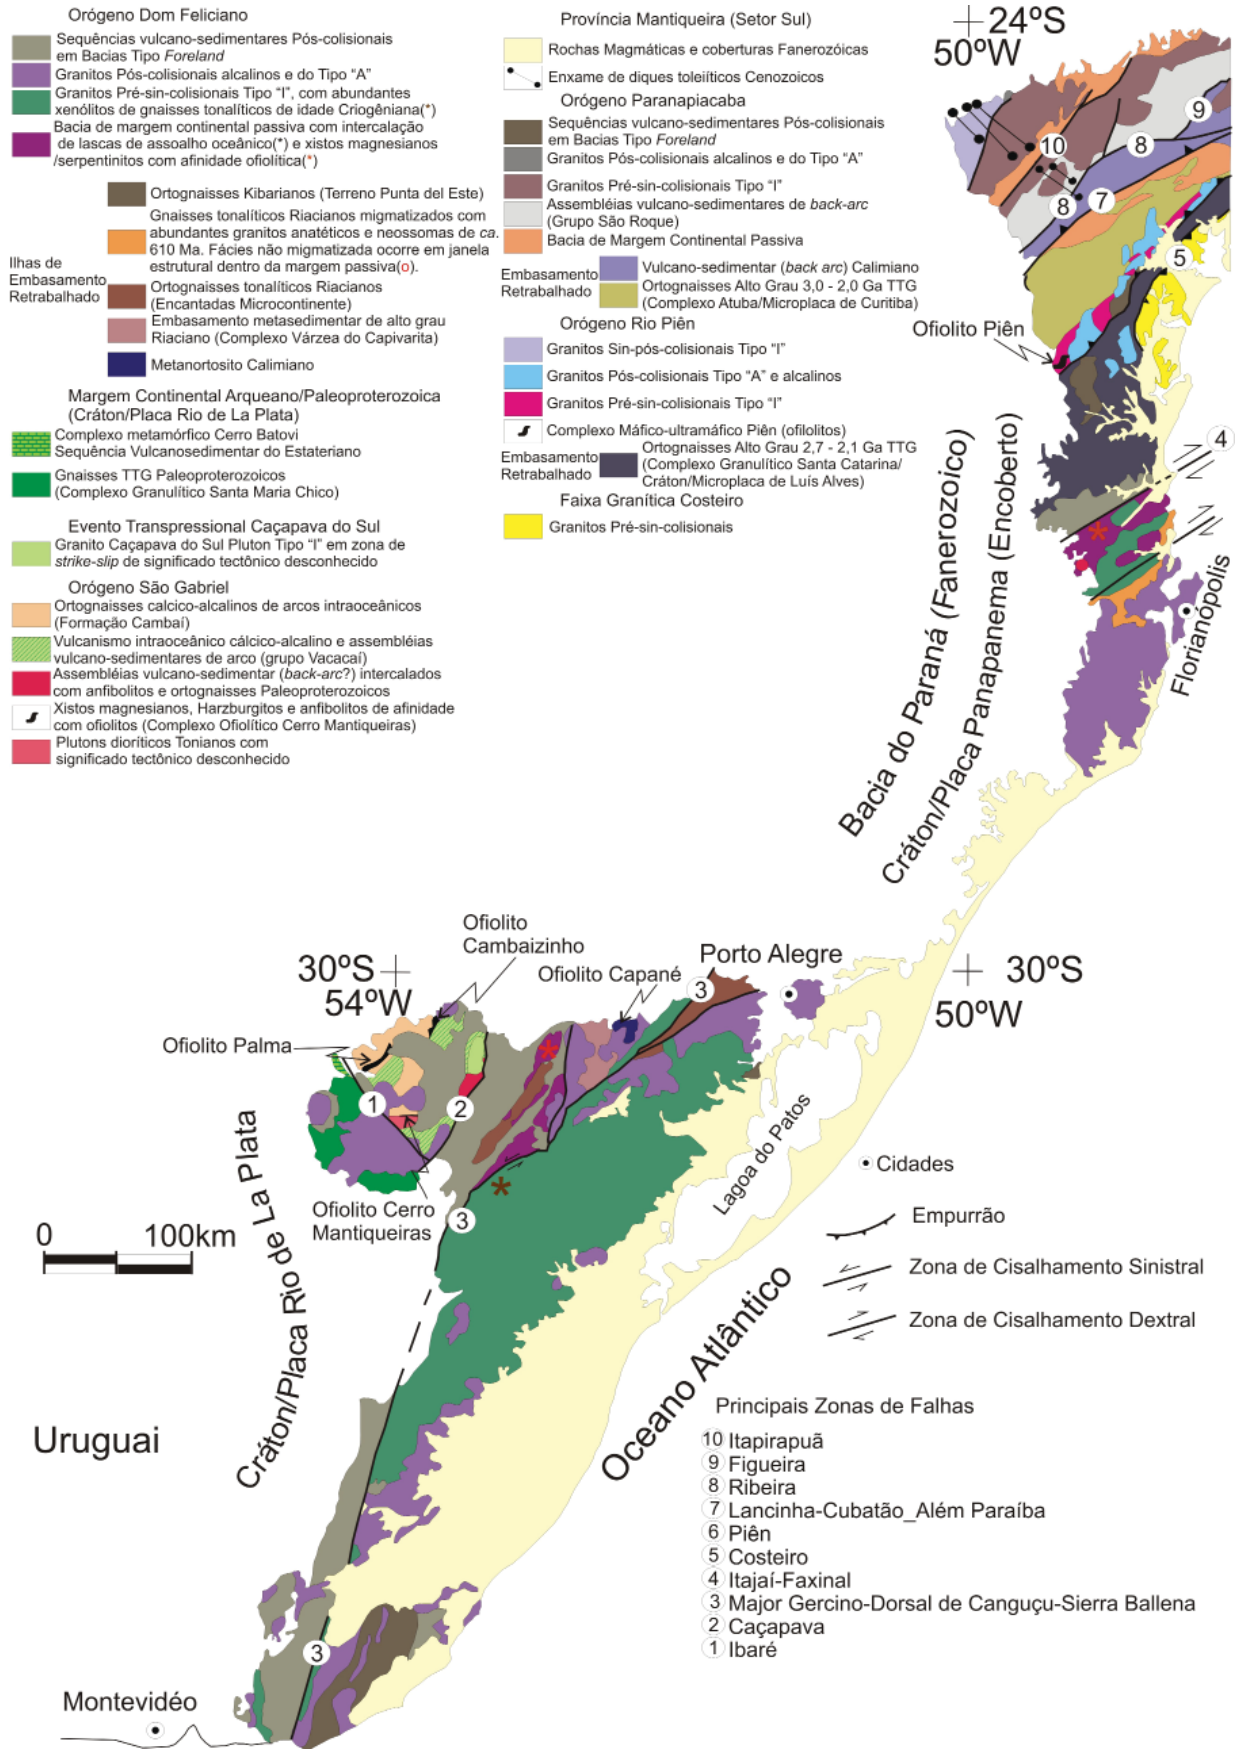 Orógeno Dom Feliciano
Sequências vulcano-sedimentares Pós-colisionais
em Bacias Tipo Foreland
Granitos Pós-colisionais alcalinos e do Tipo “A”
Granitos Pré-sin-colisionais Tipo “I”, com abundantes
xenólitos de gnaisses tonalíticos de idade Criogêniana(*)
Bacia de margem continental passiva com intercalação
de lascas de assoalho oceânico(*) e xistos magnesianos
/serpentinitos com afinidade ofiolítica(*)
Ilhas de
Embasamento
Retrabalhado
Ortognaisses Kibarianos (Terreno Punta del Este)
Gnaisses tonalíticos Riacianos migmatizados com
abundantes granitos anatéticos e neossomas de ca.
610 Ma. Fácies não migmatizada ocorre em janela
estrutural dentro da margem passiva(o).
Ortognaisses tonalíticos Riacianos
(Encantadas Microcontinente)
Embasamento metasedimentar de alto grau
Riaciano (Complexo Várzea do Capivarita)
Metanortosito Calimiano
Margem Continental Arqueano/Paleoproterozoica
(Cráton/Placa Rio de La Plata)
Complexo metamórfico Cerro Batovi
Sequência Vulcanosedimentar do Estateriano
Gnaisses TTG Paleoproterozoicos
(Complexo Granulítico Santa Maria Chico)
Evento Transpressional Caçapava do Sul
Granito Caçapava do Sul Pluton Tipo “I” em zona de
strike-slip de significado tectônico desconhecido
Orógeno São Gabriel
Ortognaisses calcico-alcalinos de arcos intraoceânicos
(Formação Cambaí)
Vulcanismo intraoceânico cálcico-alcalino e assembléias
vulcano-sedimentares de arco (grupo Vacacaí)
Assembléias vulcano-sedimentar (back-arc?) intercalados
com anfibolitos e ortognaisses Paleoproterozoicos
Xistos magnesianos, Harzburgitos e anfibolitos de afinidade
com ofiolitos (Complexo Ofiolítico Cerro Mantiqueiras)
Plutons dioríticos Tonianos com
significado tectônico desconhecido
Província Mantiqueira (Setor Sul)
Rochas Magmáticas e coberturas Fanerozóicas
Enxame de diques toleiíticos Cenozoicos
Orógeno Paranapiacaba
Sequências vulcano-sedimentares Pós-colisionais
em Bacias Tipo Foreland
Granitos Pós-colisionais alcalinos e do Tipo “A”
Granitos Pré-sin-colisionais Tipo “I”
Assembléias vulcano-sedimentares de back-arc
(Grupo São Roque)
Bacia de Margem Continental Passiva
Embasamento
Retrabalhado
Vulcano-sedimentar (back arc) Calimiano
Ortognaisses Alto Grau 3,0 - 2,0 Ga TTG
(Complexo Atuba/Microplaca de Curitiba)
Orógeno Rio Piên
Granitos Sin-pós-colisionais Tipo “I”
Granitos Pós-colisionais Tipo “A” e alcalinos
Granitos Pré-sin-colisionais Tipo “I”
Complexo Máfico-ultramáfico Piên (ofilolitos)
Embasamento
Retrabalhado
Ortognaisses Alto Grau 2,7 - 2,1 Ga TTG
(Complexo Granulítico Santa Catarina/
Cráton/Microplaca de Luís Alves)
Faixa Granítica Costeiro
Granitos Pré-sin-colisionais
24ºS
50ºW
9
8
10
8
7
5
Ofiolito Piên
4
*
Florianópolis
Bacia do Paraná (Fanerozoico)
Cráton/Placa Panapanema (Encoberto)
Ofiolito
Cambaizinho
30ºS
54ºW
Ofiolito Capané
Porto Alegre
3
30ºS
50ºW
Ofiolito Palma
*
1
2
*
Ofiolito Cerro
Mantiqueiras
3
Lagoa do Patos
Cráton/Placa Rio de La Plata
0 100km
Cidades
Empurrão
Zona de Cisalhamento Sinistral
Zona de Cisalhamento Dextral
Oceano Atlântico
Uruguai
Principais Zonas de Falhas
10 Itapirapuã
9 Figueira
8 Ribeira
7 Lancinha-Cubatão_Além Paraíba
6 Piên
5 Costeiro
4 Itajaí-Faxinal
3 Major Gercino-Dorsal de Canguçu-Sierra Ballena
2 Caçapava
1 Ibaré
3
Montevidéo